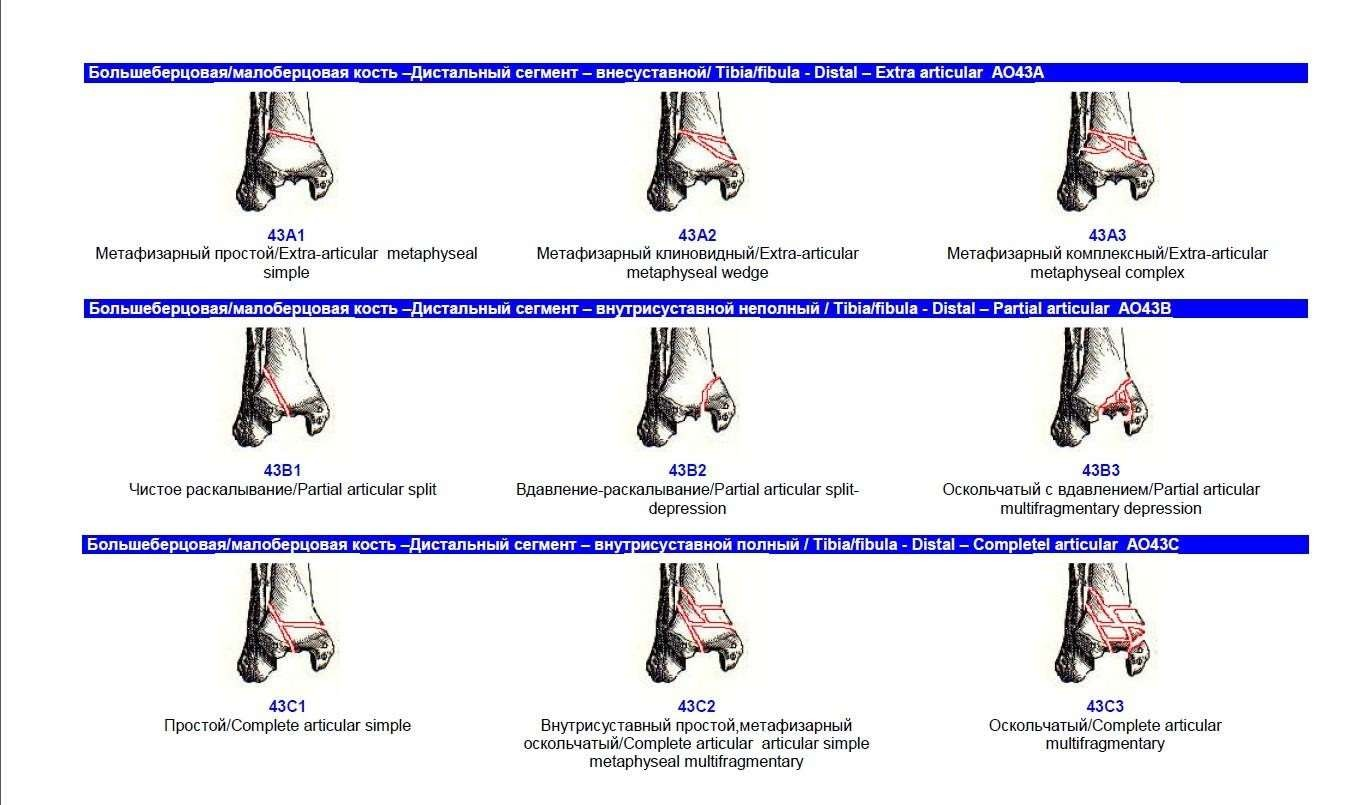 Большеберцовая/малоберцовая кость –Дистальный сегмент – внесуставной/ Tibia/fibula - Distal – Extra articular AO43A
43A1
Метафизарный простой/Extra-articular metaphyseal
simple
43A2
Метафизарный клиновидный/Extra-articular
metaphyseal wedge
43A3
Метафизарный комплексный/Extra-articular
metaphyseal complex
Большеберцовая/малоберцовая кость –Дистальный сегмент – внутрисуставной неполный / Tibia/fibula - Distal – Partial articular AO43B
43B1
Чистое раскалывание/Partial articular split
43B2
Вдавление-раскалывание/Partial articular split-
depression
43B3
Оскольчатый с вдавлением/Partial articular
multifragmentary depression
Большеберцовая/малоберцовая кость –Дистальный сегмент – внутрисуставной полный / Tibia/fibula - Distal – Completel articular AO43C
43C1
Простой/Complete articular simple
43C2
Внутрисуставный простой,метафизарный
оскольчатый/Complete articular articular simple
metaphyseal multifragmentary
43C3
Оскольчатый/Complete articular
multifragmentary